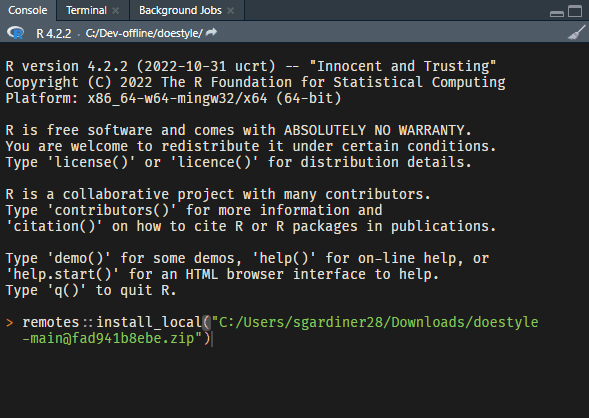 Console Terminal Background Jobs
R 4.2.2 · C:/Dev-offline/doestyle/
R version 4.2.2 (2022-10-31 ucrt) -- "Innocent and Trusting"
Copyright (C) 2022 The R Foundation for Statistical Computing
Platform: x86_64-w64-mingw32/x64 (64-bit)
R is free software and comes with ABSOLUTELY NO WARRANTY.
You are welcome to redistribute it under certain conditions.
Type 'license()' or 'licence()' for distribution details.
R is a collaborative project with many contributors.
Type 'contributors()' for more information and
'citation()' on how to cite R or R packages in publications.
Type 'demo()' for some demos, 'help()' for on-line help, or
'help.start()' for an HTML browser interface to help.
Type 'q()' to quit R.
> remotes::install_local("C:/Users/sgardiner28/Downloads/doestyle
-main@fad941b8ebe.zip")